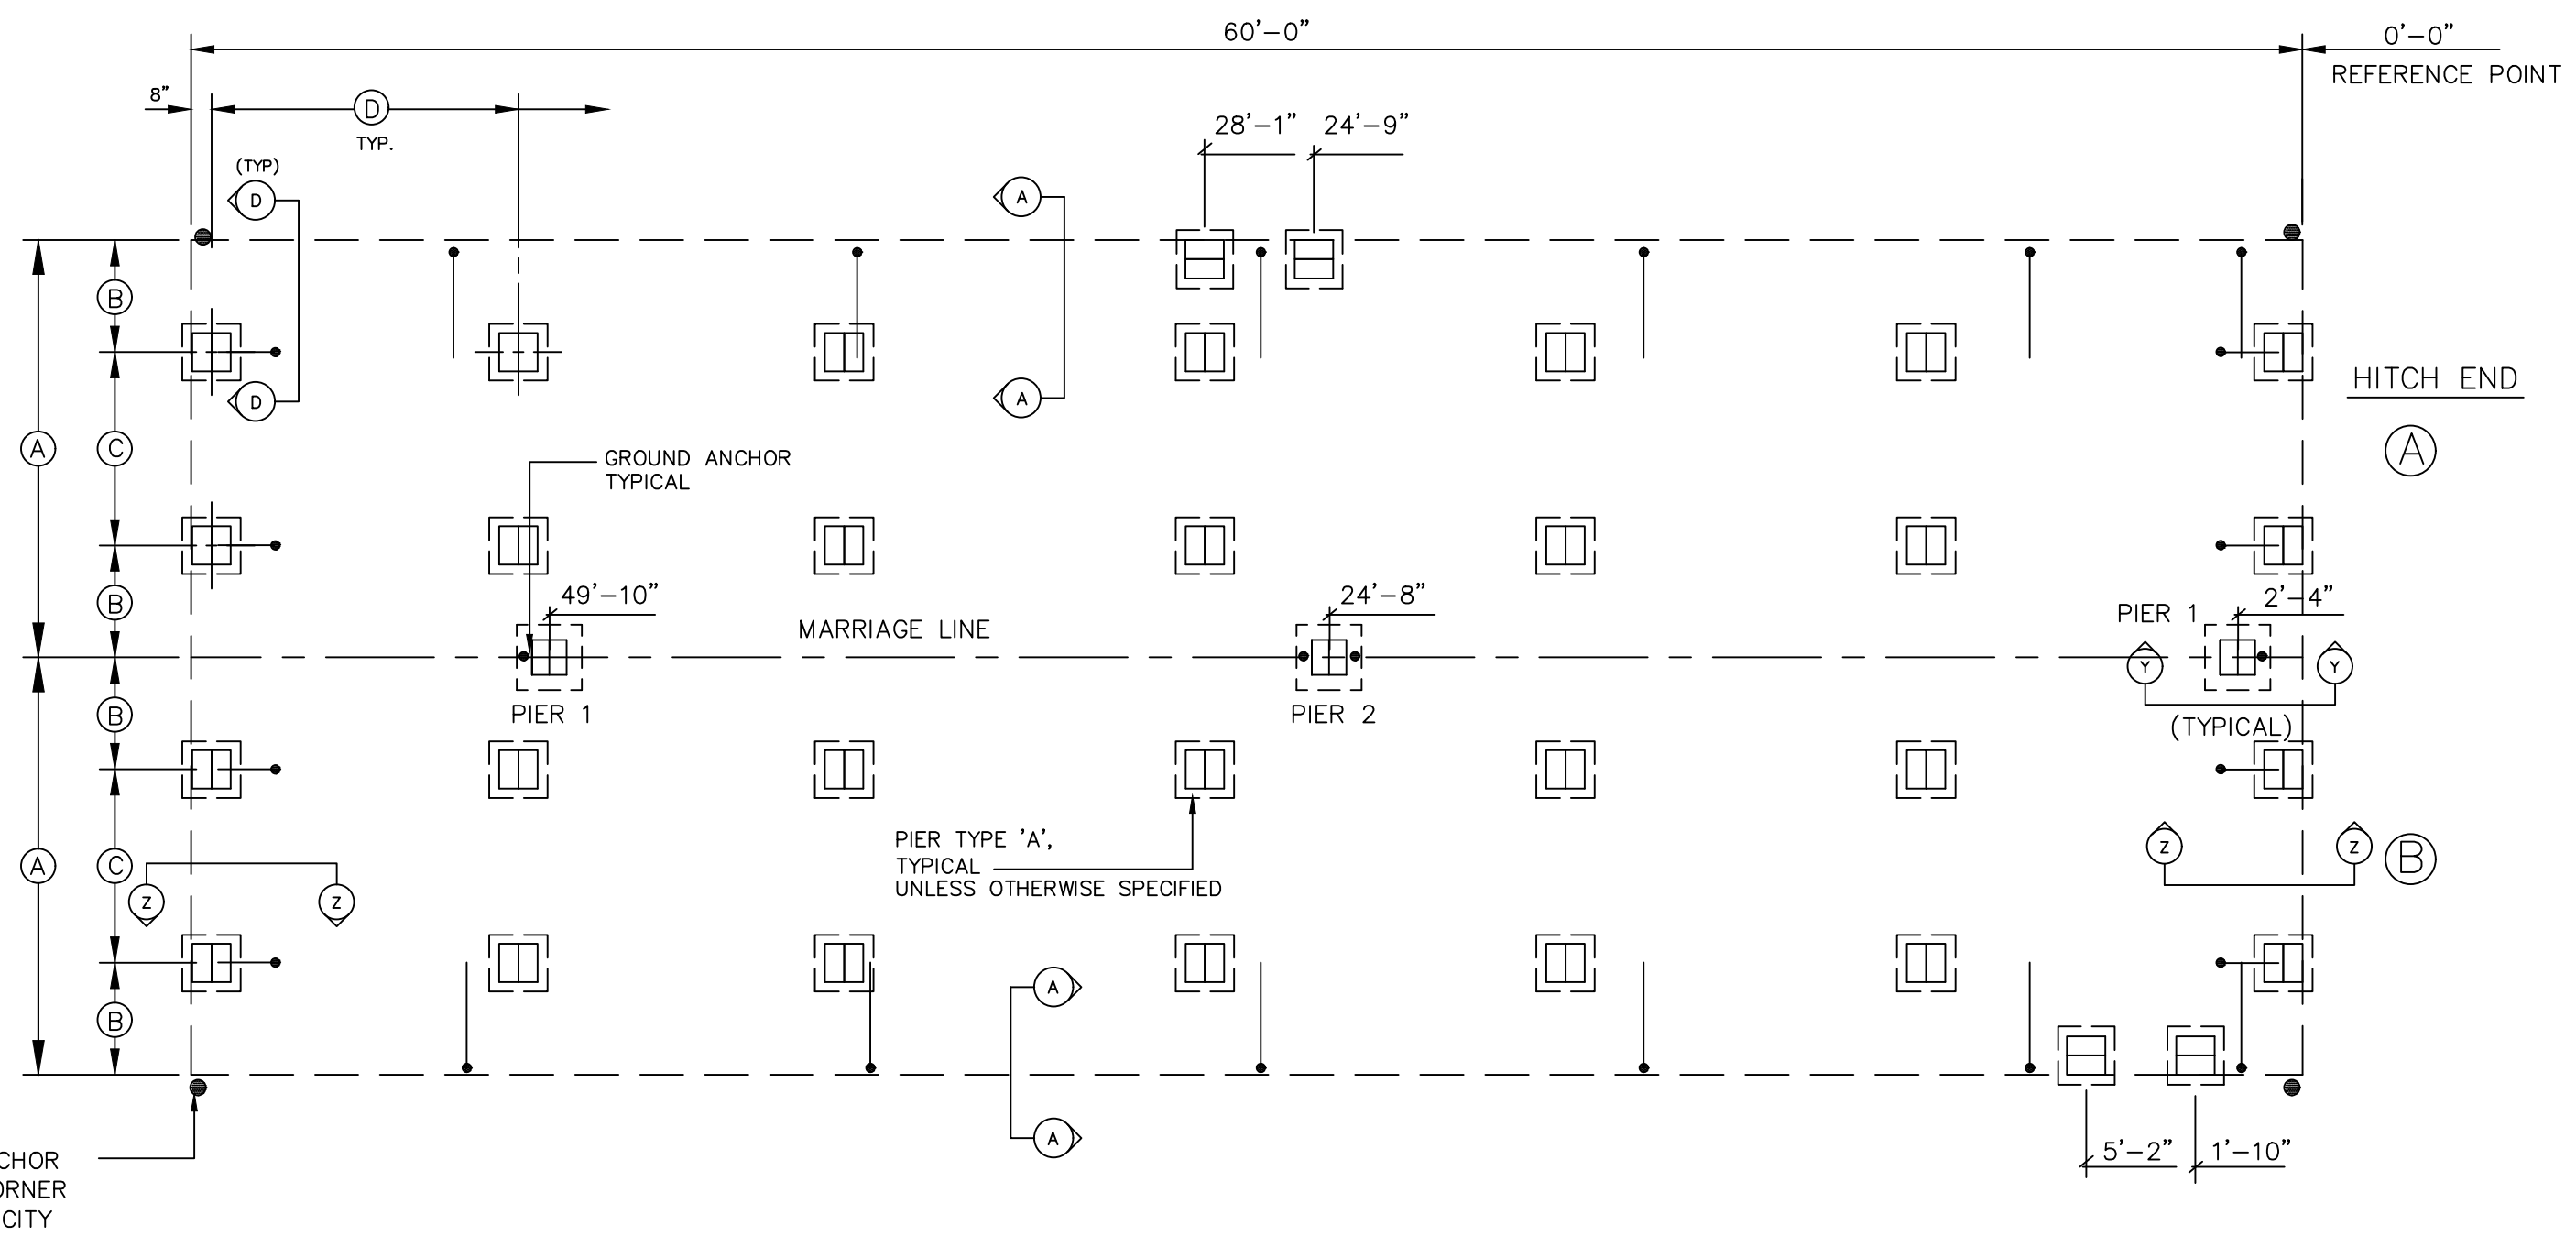 60'-0"
0'-0"
REFERENCE POINT
8"
D
TYP.
28'-1"
24'-9"
(TYP)
D
A
B
D
A
HITCH END
A
A
C
GROUND ANCHOR
TYPICAL
B
49'-10"
24'-8"
PIER 1
2'-4"
MARRIAGE LINE
Y
Y
B
PIER 1
PIER 2
(TYPICAL)
PIER TYPE 'A',
TYPICAL
UNLESS OTHERWISE SPECIFIED
Z
Z
B
A
C
Z
Z
A
B
A
5'-2"
1'-10"
CHOR
ORNER
CITY